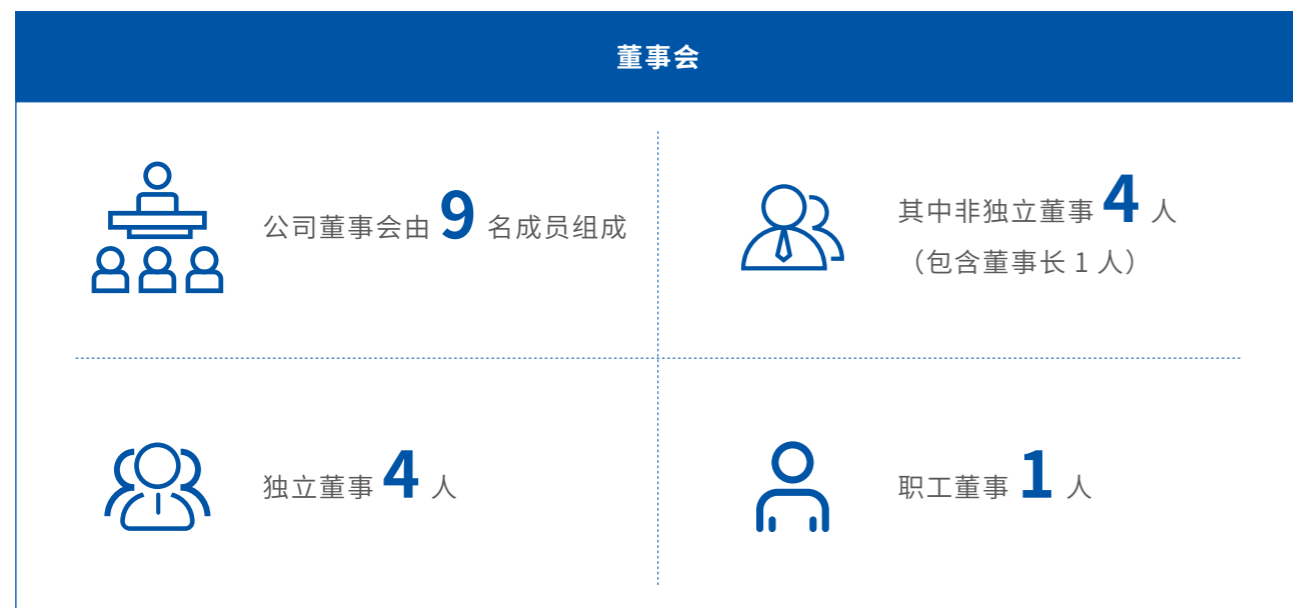 董事会
公司董事会由 9 名成员组成
其中非独立董事 4 人
（包含董事长 1 人）
独立董事 4 人
职工董事 1 人